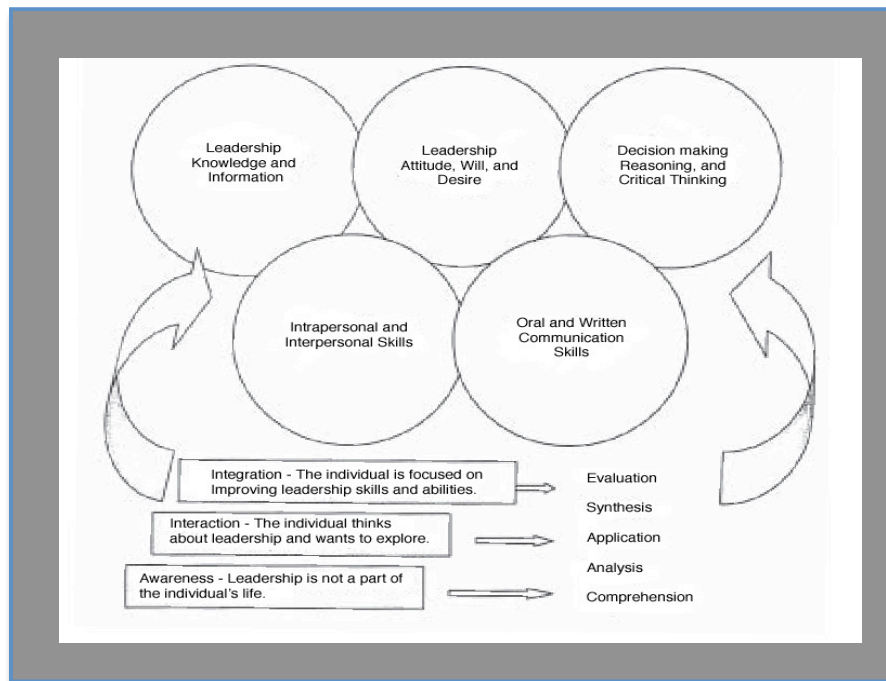 Leadership
Knowledge and
Information
Leadership
Attitude, Will, and
Desire
Decision making
Reasoning, and
Critical Thinking
Intrapersonal and
Interpersonal Skills
Oral and Written
Communication
Skills
Integration - The individual is focused on
Improving leadership skills and abilities.
Interaction - The individual thinks
about leadership and wants to explore.
Awareness - Leadership is not a part of
the individual's life.
Evaluation
Synthesis
Application
Analysis
Comprehension